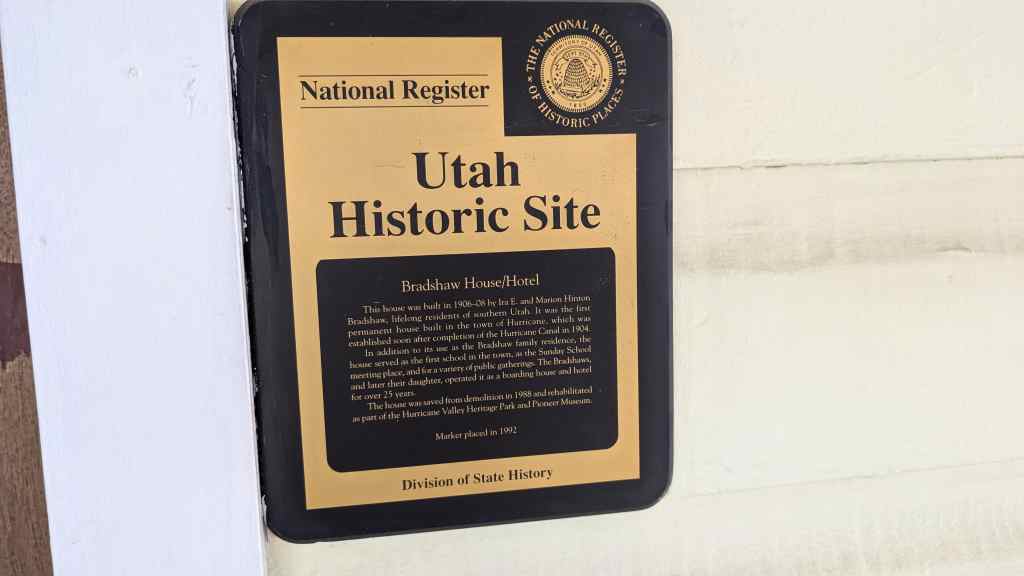 National Register
THE NATIONAL REGISTER
OF HISTORIC PLACES
Utah
Historic Site
Bradshaw House/Hotel
This house was built in 1906–08 by Ira E. and Marion Hinton
Bradshaw, lifelong residents of southern Utah. It was the first
permanent house built in the town of Hurricane, which was
established soon after completion of the Hurricane Canal in 1904.
In addition to its use as the Bradshaw family residence, the
house served as the first school in the town, as the Sunday School
meeting place, and for a variety of public gatherings. The Bradshaws,
and later their daughter, operated it as a boarding house and hotel
for over 25 years.
The house was saved from demolition in 1988 and rehabilitated
as part of the Hurricane Valley Heritage Park and Pioneer Museum.
Marker placed in 1992
Division of State History